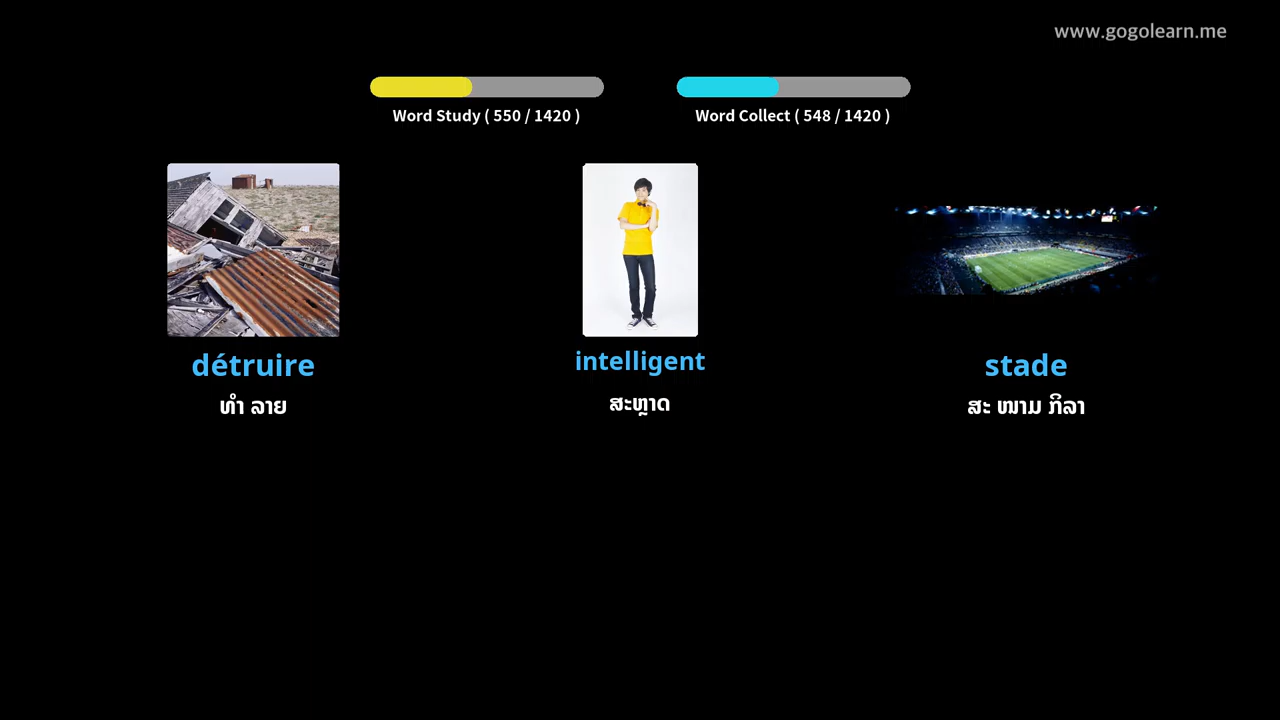 www.gogolearn.me
Word Study ( 550 / 1420 )
Word Collect ( 548 / 1420 )
détruire
ທຳ ລາຍ
intelligent
ສະຫຼາດ
stade
ສະ ໜາມ ກິລາ